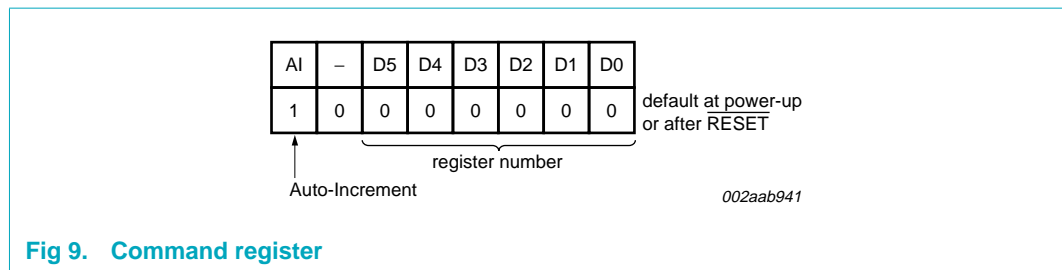 AI – D5 D4 D3 D2 D1 D0
1 0 0 0 0 0 0 0
default at power-up
or after RESET
register number
Auto-Increment
002aab941
Fig 9. Command register